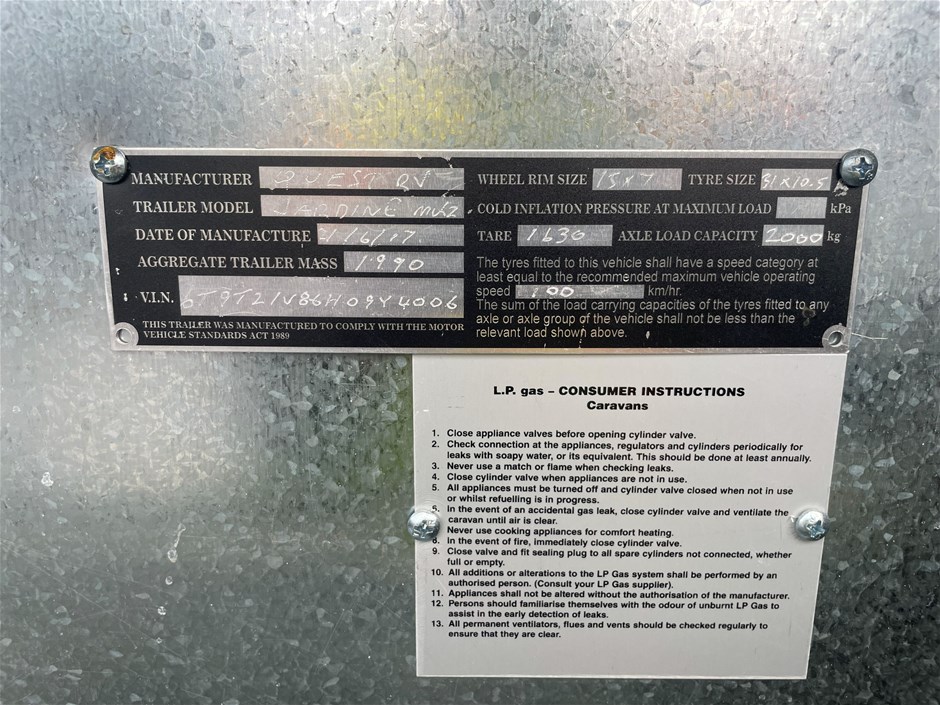 MANUFACTURER QUEST RV
TRAILER MODEL JARDINE MK2
DATE OF MANUFACTURE 21/6/17
AGGREGATE TRAILER MASS 1990
V.I.N. 6T9T21V86H09Y4006
THIS TRAILER WAS MANUFACTURED TO COMPLY WITH THE MOTOR
VEHICLE STANDARDS ACT 1989
WHEEL RIM SIZE 15x7 TYRE SIZE 31x10.5
COLD INFLATION PRESSURE AT MAXIMUM LOAD kPa
TARE 1630 AXLE LOAD CAPACITY 2000 kg
The tyres fitted to this vehicle shall have a speed category at
least equal to the recommended maximum vehicle operating
speed 100 km/hr.
The sum of the load carrying capacities of the tyres fitted to any
axle or axle group of the vehicle shall not be less than the
relevant load shown above.
L.P. gas – CONSUMER INSTRUCTIONS
Caravans
1. Close appliance valves before opening cylinder valve.
2. Check connection at the appliances, regulators and cylinders periodically for
leaks with soapy water, or its equivalent. This should be done at least annually.
3. Never use a match or flame when checking leaks.
4. Close cylinder valve when appliances are not in use.
5. All appliances must be turned off and cylinder valve closed when not in use
or whilst refuelling is in progress.
6. In the event of an accidental gas leak, close cylinder valve and ventilate the
caravan until air is clear.
Never use cooking appliances for comfort heating.
8. In the event of fire, immediately close cylinder valve.
9. Close valve and fit sealing plug to all spare cylinders not connected, whether
full or empty.
10. All additions or alterations to the LP Gas system shall be performed by an
authorised person. (Consult your LP Gas supplier).
11. Appliances shall not be altered without the authorisation of the manufacturer.
12. Persons should familiarise themselves with the odour of unburnt LP Gas to
assist in the early detection of leaks.
13. All permanent ventilators, flues and vents should be checked regularly to
ensure that they are clear.